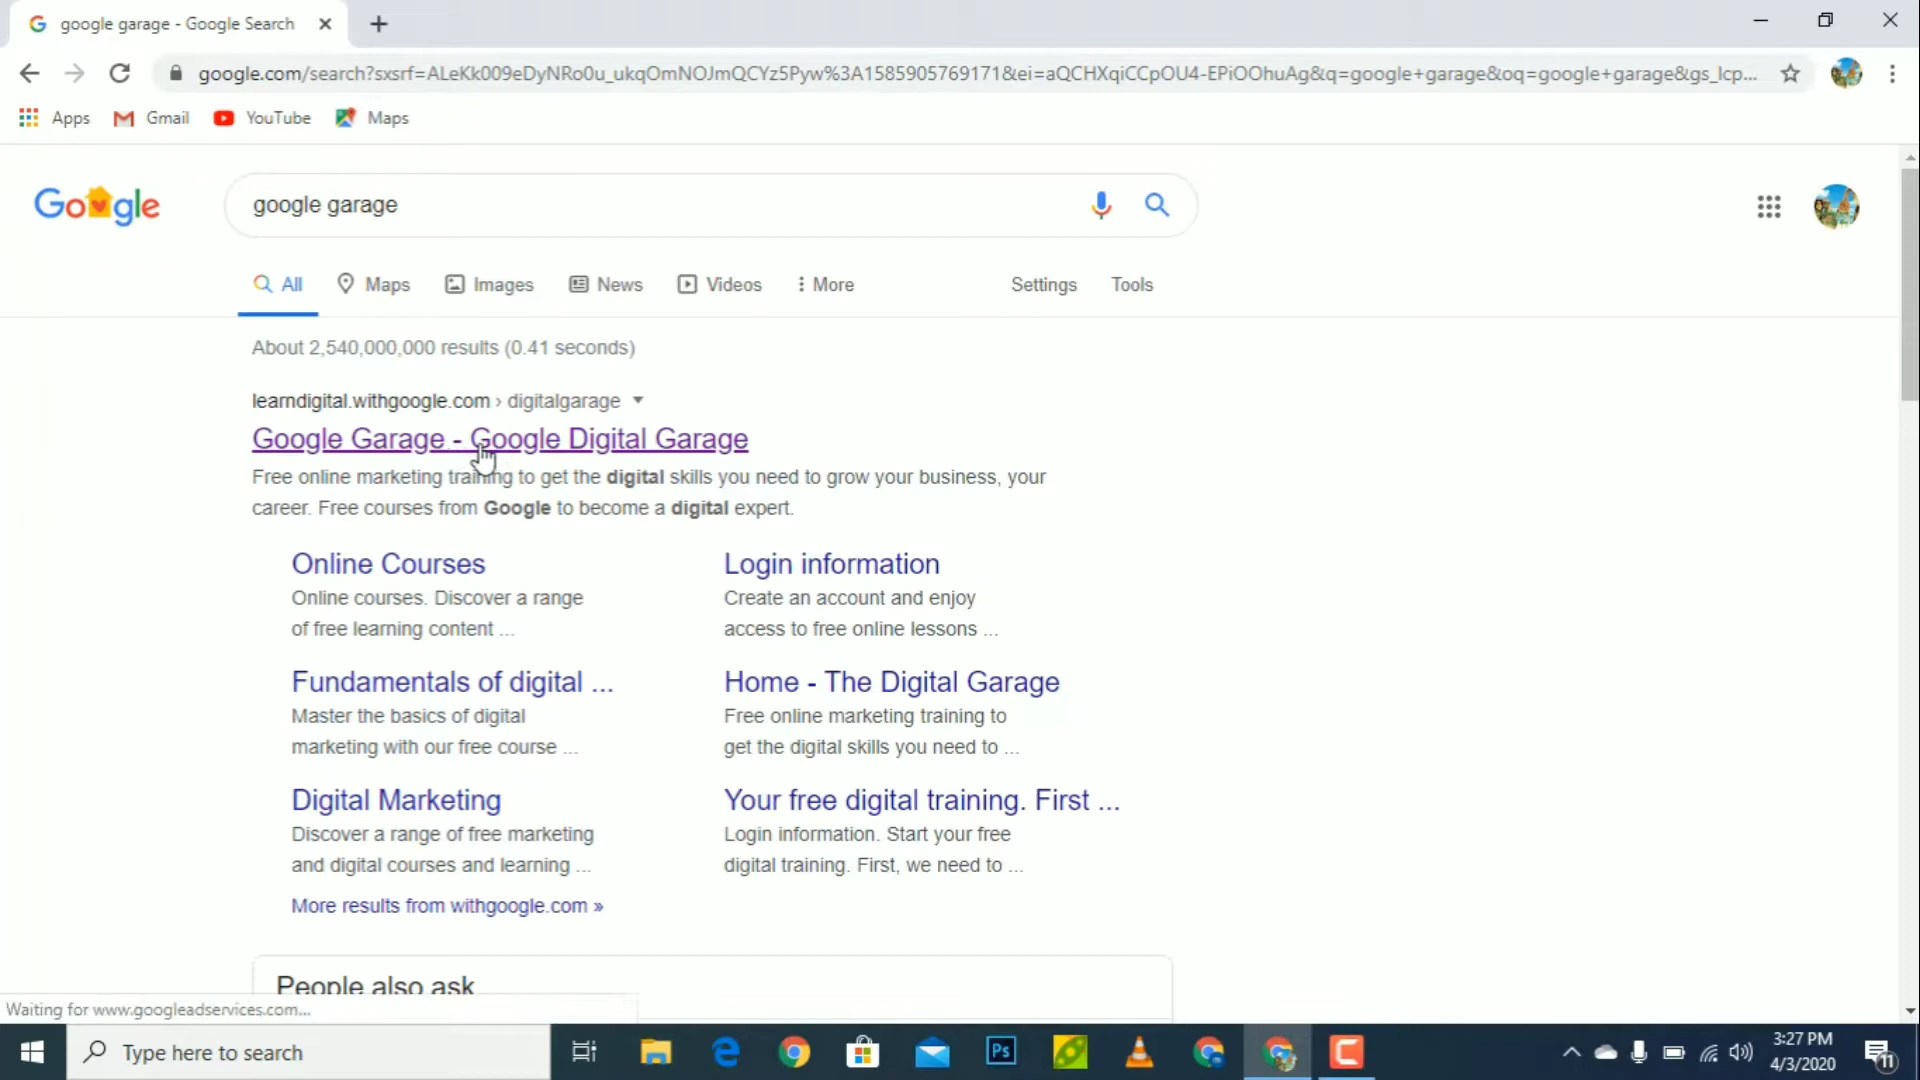 google garage - Google Search
google.com/search?sxsrf=ALeKk009eDyNRo0u_ukqOmNOJmQCYz5Pyw%3A1585905769171&ei=aQCHXqiCCpOU4-EPiOOhuAg&q=google+garage&oq=google+garage&gs_lcp...
Apps Gmail YouTube Maps
Google
google garage
All Maps Images News Videos More Settings Tools
About 2,540,000,000 results (0.41 seconds)
learndigital.withgoogle.com › digitalgarage
Google Garage - Google Digital Garage
Free online marketing training to get the digital skills you need to grow your business, your
career. Free courses from Google to become a digital expert.
Online Courses
Online courses. Discover a range
of free learning content ...
Login information
Create an account and enjoy
access to free online lessons ...
Fundamentals of digital ...
Master the basics of digital
marketing with our free course ...
Home - The Digital Garage
Free online marketing training to
get the digital skills you need to ...
Digital Marketing
Discover a range of free marketing
and digital courses and learning ...
Your free digital training. First ...
Login information. Start your free
digital training. First, we need to ...
More results from withgoogle.com »
People also ask
Waiting for www.googleadservices.com...
Type here to search
Ps
3:27 PM
4/3/2020
11